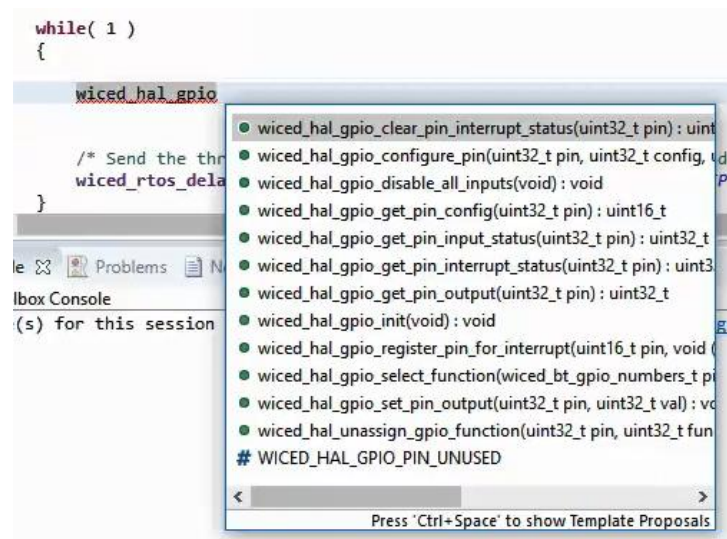 while( 1 )
{
wiced_hal_gpio
/* Send the thr
wiced_rtos_dela
}
wiced_hal_gpio_clear_pin_interrupt_status(uint32_t pin) : uint
wiced_hal_gpio_configure_pin(uint32_t pin, uint32_t config, u
wiced_hal_gpio_disable_all_inputs(void) : void
wiced_hal_gpio_get_pin_config(uint32_t pin) : uint16_t
wiced_hal_gpio_get_pin_input_status(uint32_t pin) : uint32_t
wiced_hal_gpio_get_pin_interrupt_status(uint32_t pin) : uint3
wiced_hal_gpio_get_pin_output(uint32_t pin) : uint32_t
wiced_hal_gpio_init(void) : void
wiced_hal_gpio_register_pin_for_interrupt(uint16_t pin, void (
wiced_hal_gpio_select_function(wiced_bt_gpio_numbers_t pi
wiced_hal_gpio_set_pin_output(uint32_t pin, uint32_t val) : vo
wiced_hal_unassign_gpio_function(uint32_t pin, uint32_t fun
# WICED_HAL_GPIO_PIN_UNUSED
Press 'Ctrl+Space' to show Template Proposals
le Problems N
lbox Console
(s) for this session